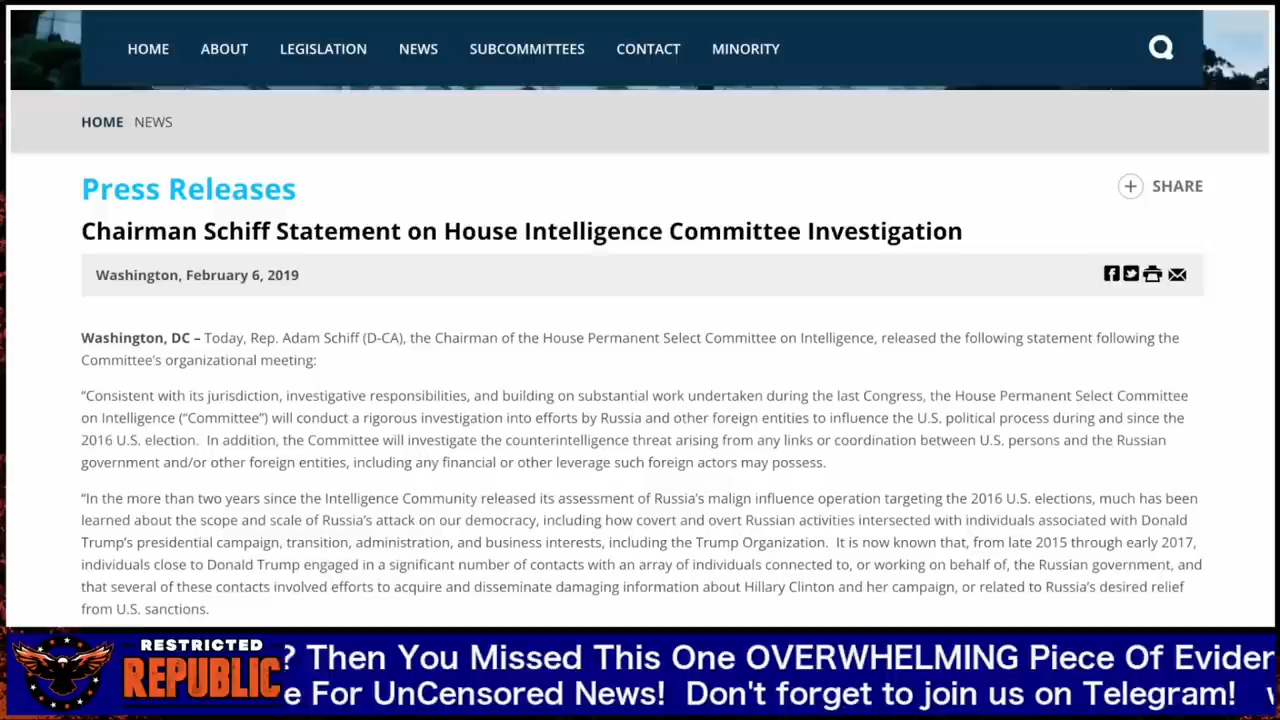 HOME ABOUT LEGISLATION NEWS SUBCOMMITTEES CONTACT MINORITY
HOME NEWS
Press Releases
SHARE
Chairman Schiff Statement on House Intelligence Committee Investigation
Washington, February 6, 2019
Washington, DC – Today, Rep. Adam Schiff (D-CA), the Chairman of the House Permanent Select Committee on Intelligence, released the following statement following the
Committee's organizational meeting:
“Consistent with its jurisdiction, investigative responsibilities, and building on substantial work undertaken during the last Congress, the House Permanent Select Committee
on Intelligence (“Committee”) will conduct a rigorous investigation into efforts by Russia and other foreign entities to influence the U.S. political process during and since the
2016 U.S. election. In addition, the Committee will investigate the counterintelligence threat arising from any links or coordination between U.S. persons and the Russian
government and/or other foreign entities, including any financial or other leverage such foreign actors may possess.
“In the more than two years since the Intelligence Community released its assessment of Russia’s malign influence operation targeting the 2016 U.S. elections, much has been
learned about the scope and scale of Russia’s attack on our democracy, including how covert and overt Russian activities intersected with individuals associated with Donald
Trump’s presidential campaign, transition, administration, and business interests, including the Trump Organization. It is now known that, from late 2015 through early 2017,
individuals close to Donald Trump engaged in a significant number of contacts with an array of individuals connected to, or working on behalf of, the Russian government, and
that several of these contacts involved efforts to acquire and disseminate damaging information about Hillary Clinton and her campaign, or related to Russia’s desired relief
from U.S. sanctions.
RESTRICTED
REPUBLIC
? Then You Missed This One OVERWHELMING Piece Of Eviden
e For UnCensored News! Don't forget to join us on Telegram!